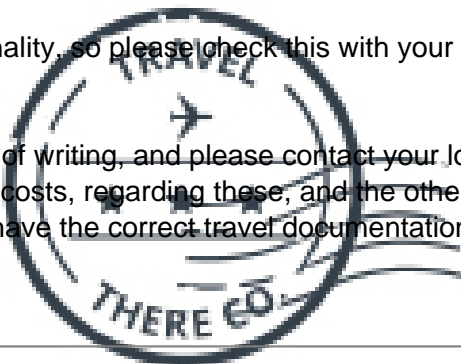 nality, so please check this with your
TRAVEL
of writing, and please contact your lo
costs, regarding these, and the othe
have the correct travel documentation
THERE CO.